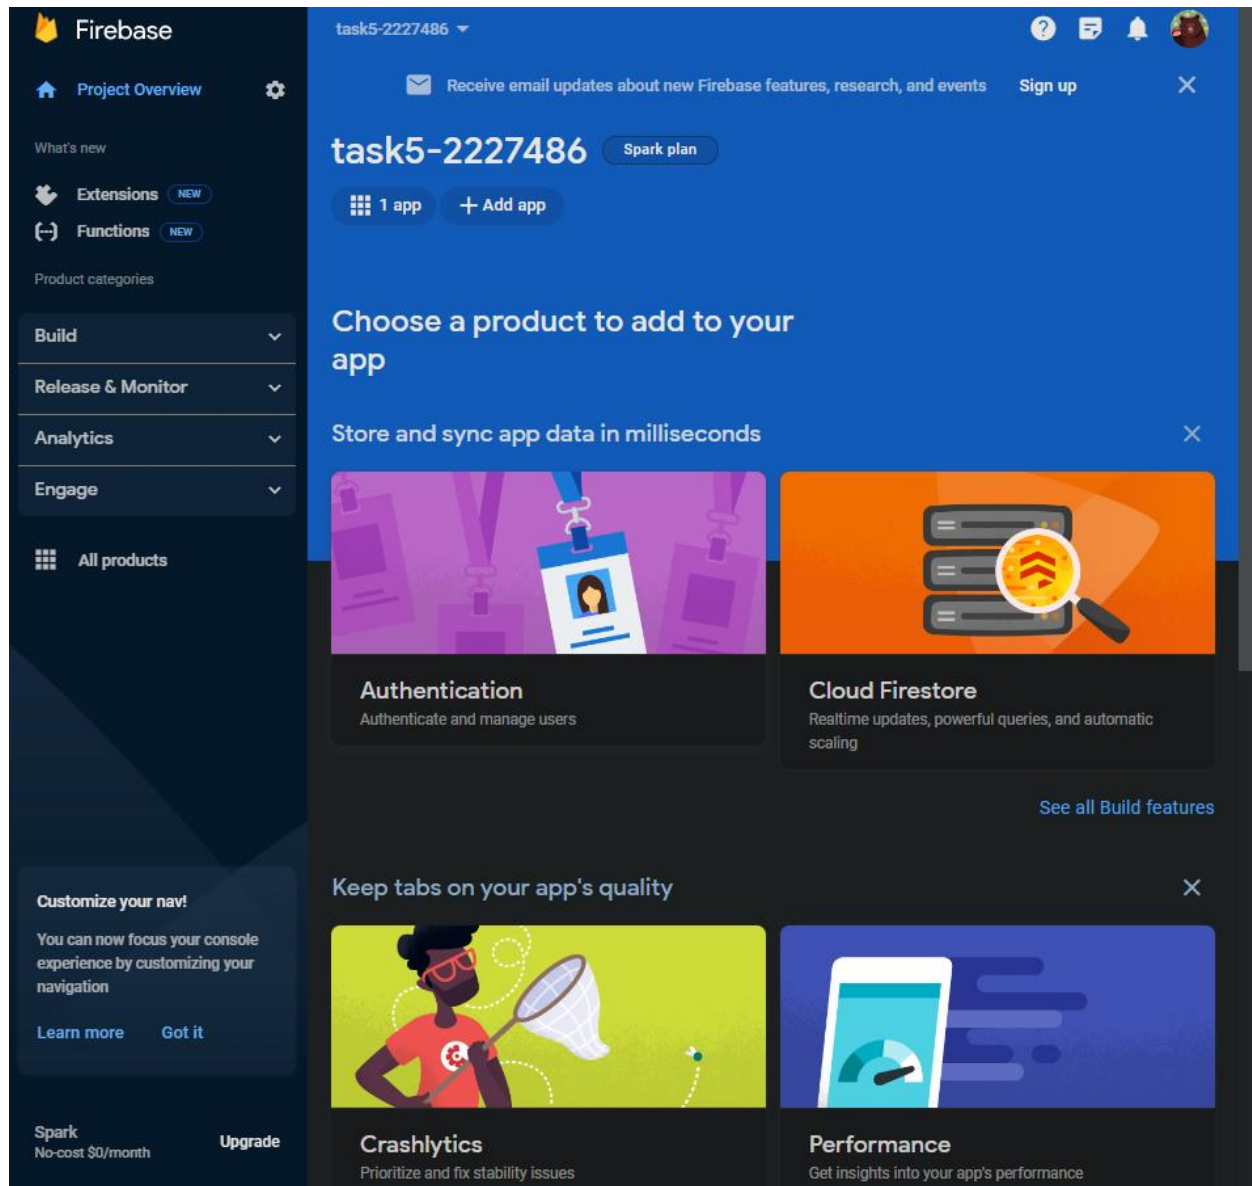 Firebase
Project Overview
What's new
Extensions NEW
Functions NEW
Product categories
Build
Release & Monitor
Analytics
Engage
All products
Customize your nav!
You can now focus your console
experience by customizing your
navigation
Learn more Got it
Spark
No-cost $0/month
Upgrade
task5-2227486
Receive email updates about new Firebase features, research, and events Sign up
task5-2227486 Spark plan
1 app + Add app
Choose a product to add to your
app
Store and sync app data in milliseconds
Authentication
Authenticate and manage users
Cloud Firestore
Realtime updates, powerful queries, and automatic
scaling
See all Build features
Keep tabs on your app's quality
Crashlytics
Prioritize and fix stability issues
Performance
Get insights into your app's performance